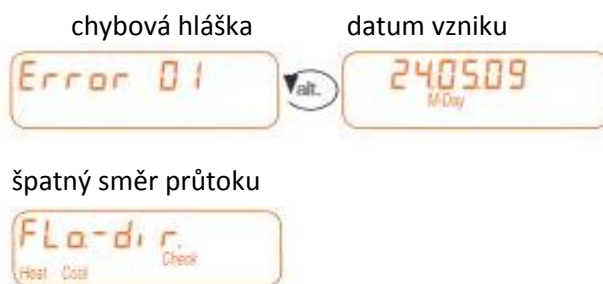 chybová hláška datum vzniku
Error 01 alt. 24.05.09
M-Day
špatný směr průtoku
FLo-dir.
Check
Heat Cool